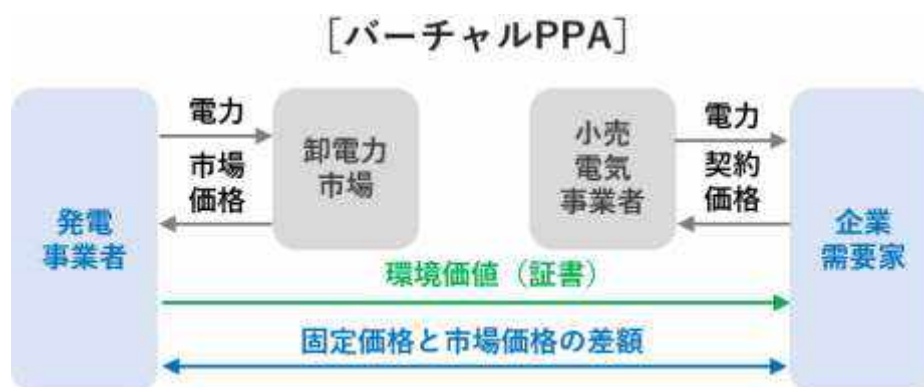 ［バーチャルPPA］
発電
事業者
電力
市場
価格
卸電力
市場
小売
電気
事業者
電力
契約
価格
企業
需要家
環境価値（証書）
固定価格と市場価格の差額